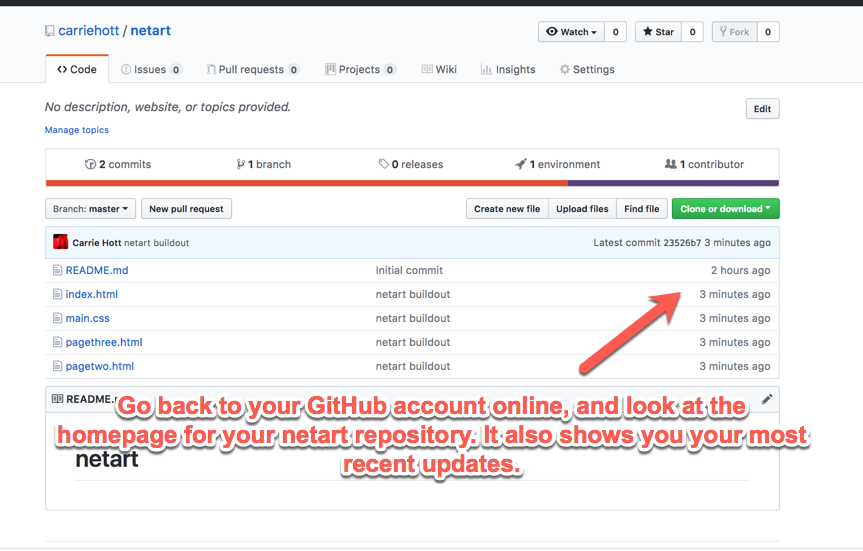 carriehott / netart
Watch 0 Star 0 Fork 0
Code Issues 0 Pull requests 0 Projects 0 Wiki Insights Settings
No description, website, or topics provided. Edit
Manage topics
2 commits 1 branch 0 releases 1 environment 1 contributor
Branch: master New pull request Create new file Upload files Find file Clone or download
Carrie Hott netart buildout Latest commit 23526b7 3 minutes ago
README.md Initial commit 2 hours ago
index.html netart buildout 3 minutes ago
main.css netart buildout 3 minutes ago
pagethree.html netart buildout 3 minutes ago
pagetwo.html netart buildout 3 minutes ago
README.
Go back to your GitHub account online, and look at the
homepage for your netart repository. It also shows you your most
recent updates.
netart